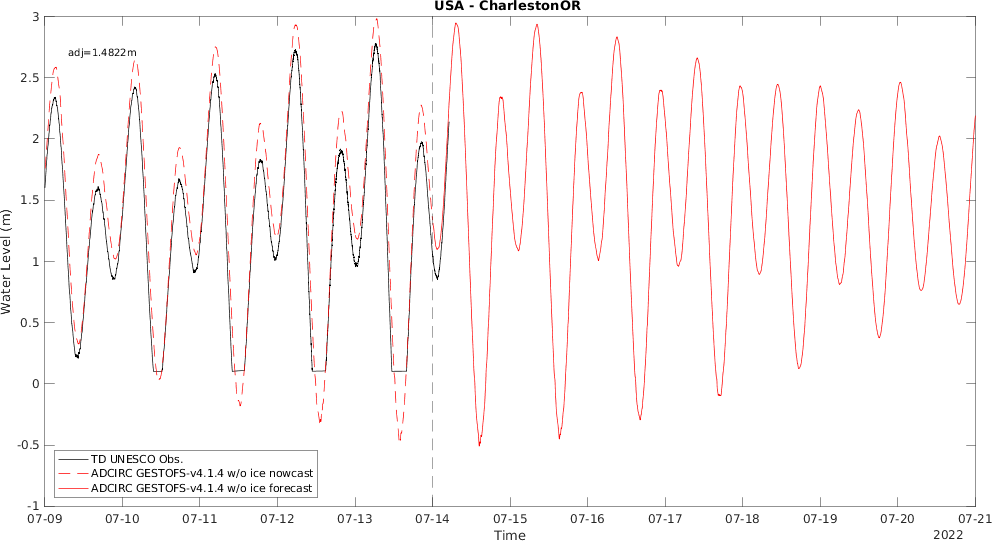 USA - CharlestonOR
adj=1.4822m
3
2.5
2
1.5
1
0.5
0
-0.5
-1
Water Level (m)
TD UNESCO Obs.
ADCIRC GESTOFS-v4.1.4 w/o ice nowcast
ADCIRC GESTOFS-v4.1.4 w/o ice forecast
07-09 07-10 07-11 07-12 07-13 07-14 07-15 07-16 07-17 07-18 07-19 07-20 07-21
Time
2022